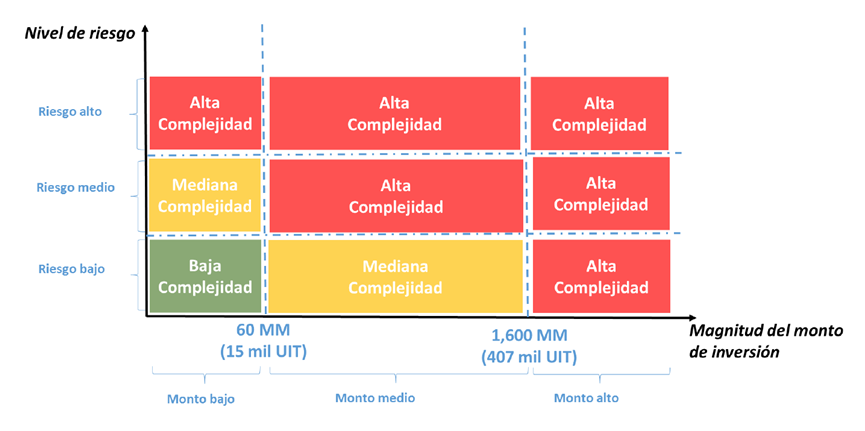 Nivel de riesgo
Riesgo alto
Alta
Complejidad
Alta
Complejidad
Alta
Complejidad
Riesgo medio
Mediana
Complejidad
Alta
Complejidad
Alta
Complejidad
Riesgo bajo
Baja
Complejidad
Mediana
Complejidad
Alta
Complejidad
60 MM
(15 mil UIT)
1,600 MM
(407 mil UIT)
Magnitud del monto
de inversión
Monto bajo
Monto medio
Monto alto